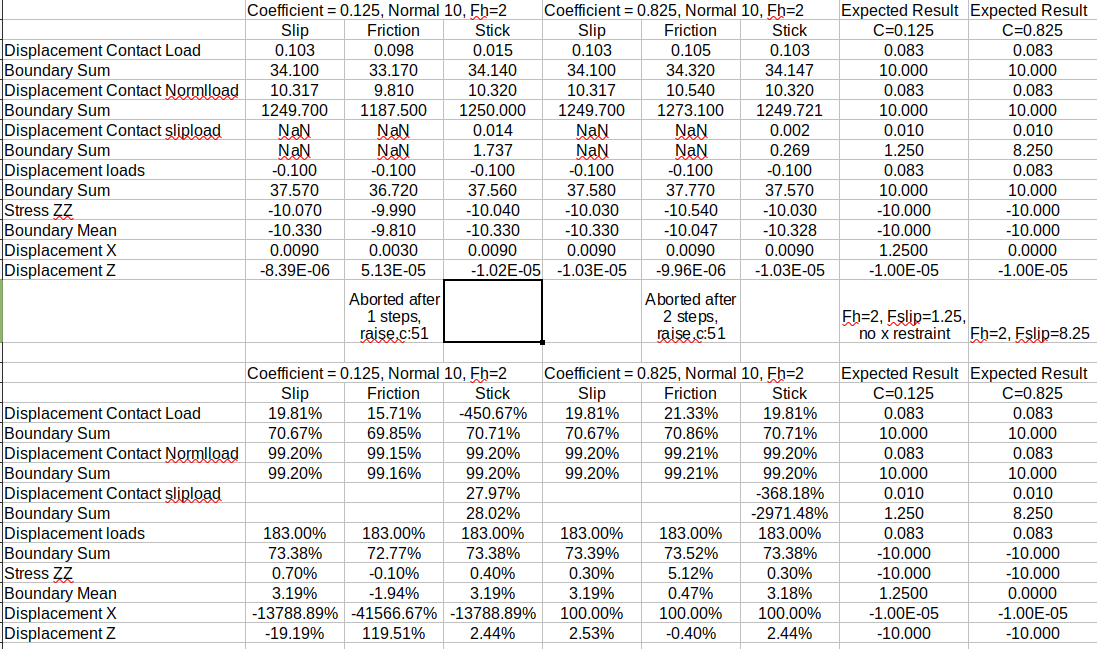 Coefficient = 0.125, Normal 10, Fh=2 Coefficient = 0.825, Normal 10, Fh=2 Expected Result Expected Result
Slip Friction Stick Slip Friction Stick C=0.125 C=0.825
Displacement Contact Load 0.103 0.098 0.015 0.103 0.105 0.103 0.083 0.083
Boundary Sum 34.100 33.170 34.140 34.100 34.320 34.147 10.000 10.000
Displacement Contact Normlload 10.317 9.810 10.320 10.317 10.540 10.320 0.083 0.083
Boundary Sum 1249.700 1187.500 1250.000 1249.700 1273.100 1249.721 10.000 10.000
Displacement Contact slipload NaN NaN 0.014 NaN NaN 0.002 0.010 0.010
Boundary Sum NaN NaN 1.737 NaN NaN 0.269 1.250 8.250
Displacement loads -0.100 -0.100 -0.100 -0.100 -0.100 -0.100 0.083 0.083
Boundary Sum 37.570 36.720 37.560 37.580 37.770 37.570 10.000 10.000
Stress ZZ -10.070 -9.990 -10.040 -10.030 -10.540 -10.030 -10.000 -10.000
Boundary Mean -10.330 -9.810 -10.330 -10.330 -10.047 -10.328 -10.000 -10.000
Displacement X 0.0090 0.0030 0.0090 0.0090 0.0090 0.0090 1.2500 0.0000
Displacement Z -8.39E-06 5.13E-05 -1.02E-05 -1.03E-05 -9.96E-06 -1.03E-05 -1.00E-05 -1.00E-05
Aborted after Aborted after
1 steps, 2 steps, Fh=2, Fslip=1.25,
raise.c:51 raise.c:51 no x restraint Fh=2, Fslip=8.25
Coefficient = 0.125, Normal 10, Fh=2 Coefficient = 0.825, Normal 10, Fh=2 Expected Result Expected Result
Slip Friction Stick Slip Friction Stick C=0.125 C=0.825
Displacement Contact Load 19.81% 15.71% -450.67% 19.81% 21.33% 19.81% 0.083 0.083
Boundary Sum 70.67% 69.85% 70.71% 70.67% 70.86% 70.71% 10.000 10.000
Displacement Contact Normlload 99.20% 99.15% 99.20% 99.20% 99.21% 99.20% 0.083 0.083
Boundary Sum 99.20% 99.16% 99.20% 99.20% 99.21% 99.20% 10.000 10.000
Displacement Contact slipload 27.97% -368.18% 0.010 0.010
Boundary Sum 28.02% -2971.48% 1.250 8.250
Displacement loads 183.00% 183.00% 183.00% 183.00% 183.00% 183.00% 0.083 0.083
Boundary Sum 73.38% 72.77% 73.38% 73.39% 73.52% 73.38% -10.000 -10.000
Stress ZZ 0.70% -0.10% 0.40% 0.30% 5.12% 0.30% -10.000 -10.000
Boundary Mean 3.19% -1.94% 3.19% 3.19% 0.47% 3.18% 1.2500 0.0000
Displacement X -13788.89% -41566.67% -13788.89% 100.00% 100.00% 100.00% -1.00E-05 -1.00E-05
Displacement Z -19.19% 119.51% 2.44% 2.53% -0.40% 2.44% -10.000 -10.000